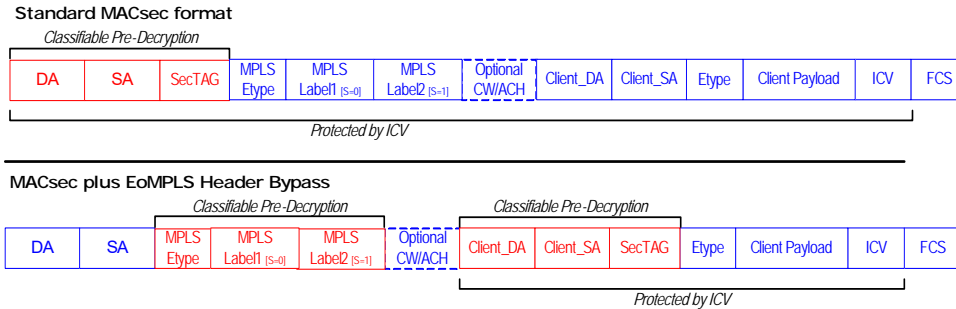 Standard MACsec format
Classifiable Pre-Decryption
DA SA SecTAG MPLS Etype MPLS Label1 [S=0] MPLS Label2 [S=1] Optional CW/ACH Client_DA Client_SA Etype Client Payload ICV FCS
Protected by ICV
MACsec plus EoMPLS Header Bypass
Classifiable Pre-Decryption Classifiable Pre-Decryption
DA SA MPLS Etype MPLS Label1 [S=0] MPLS Label2 [S=1] Optional CW/ACH Client_DA Client_SA SecTAG Etype Client Payload ICV FCS
Protected by ICV